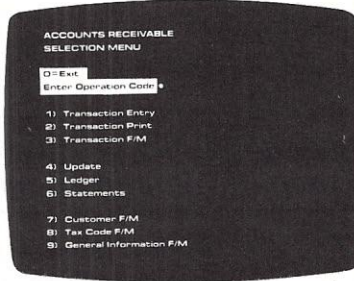 ACCOUNTS RECEIVABLE
SELECTION MENU
0=Exit
Enter Operation Code
1) Transaction Entry
2) Transaction Print
3) Transaction F/M
4) Update
5) Ledger
6) Statements
7) Customer F/M
8) Tax Code F/M
9) General Information F/M